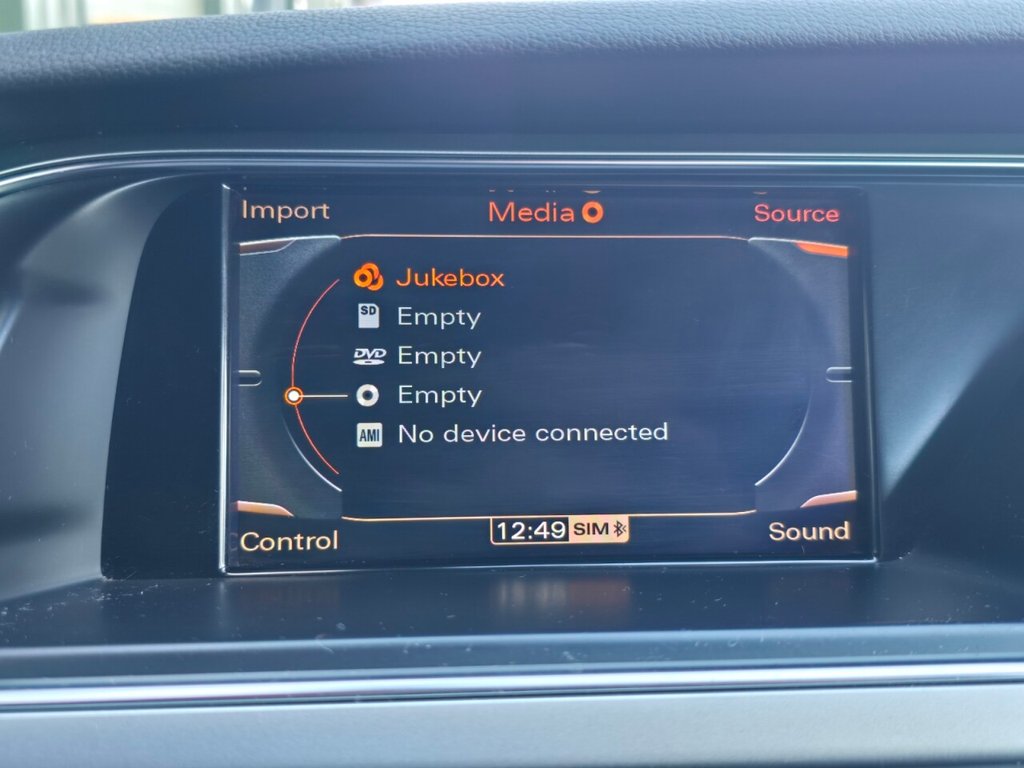 Import Media Source
Jukebox
SD Empty
DVD Empty
Empty
AMI No device connected
Control 12:49 SIM Sound